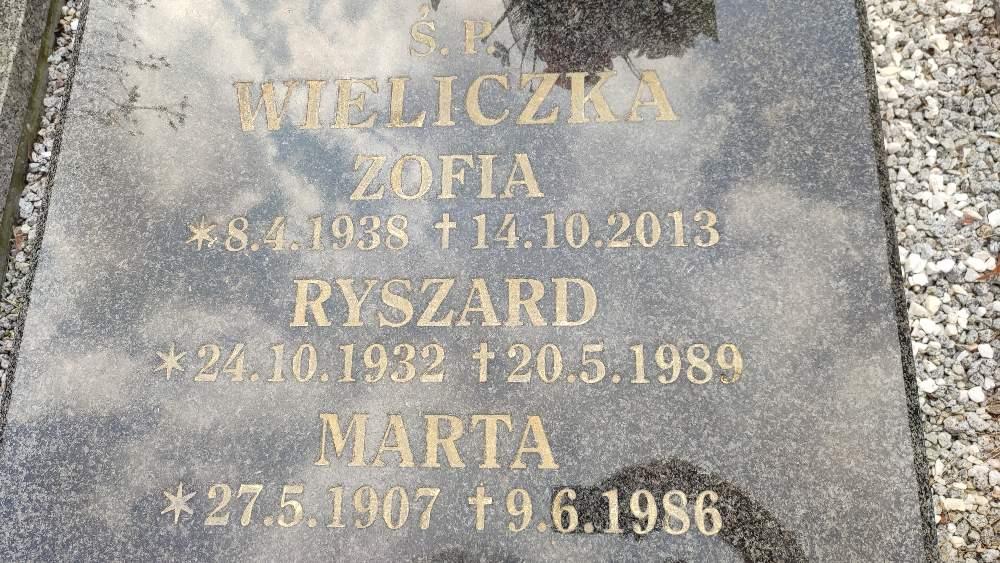 Ś. P.
WIELICZKA
ZOFIA
*8.4.1938 †14.10.2013
RYSZARD
*24.10.1932 †20.5.1989
MARTA
*27.5.1907 †9.6.1986